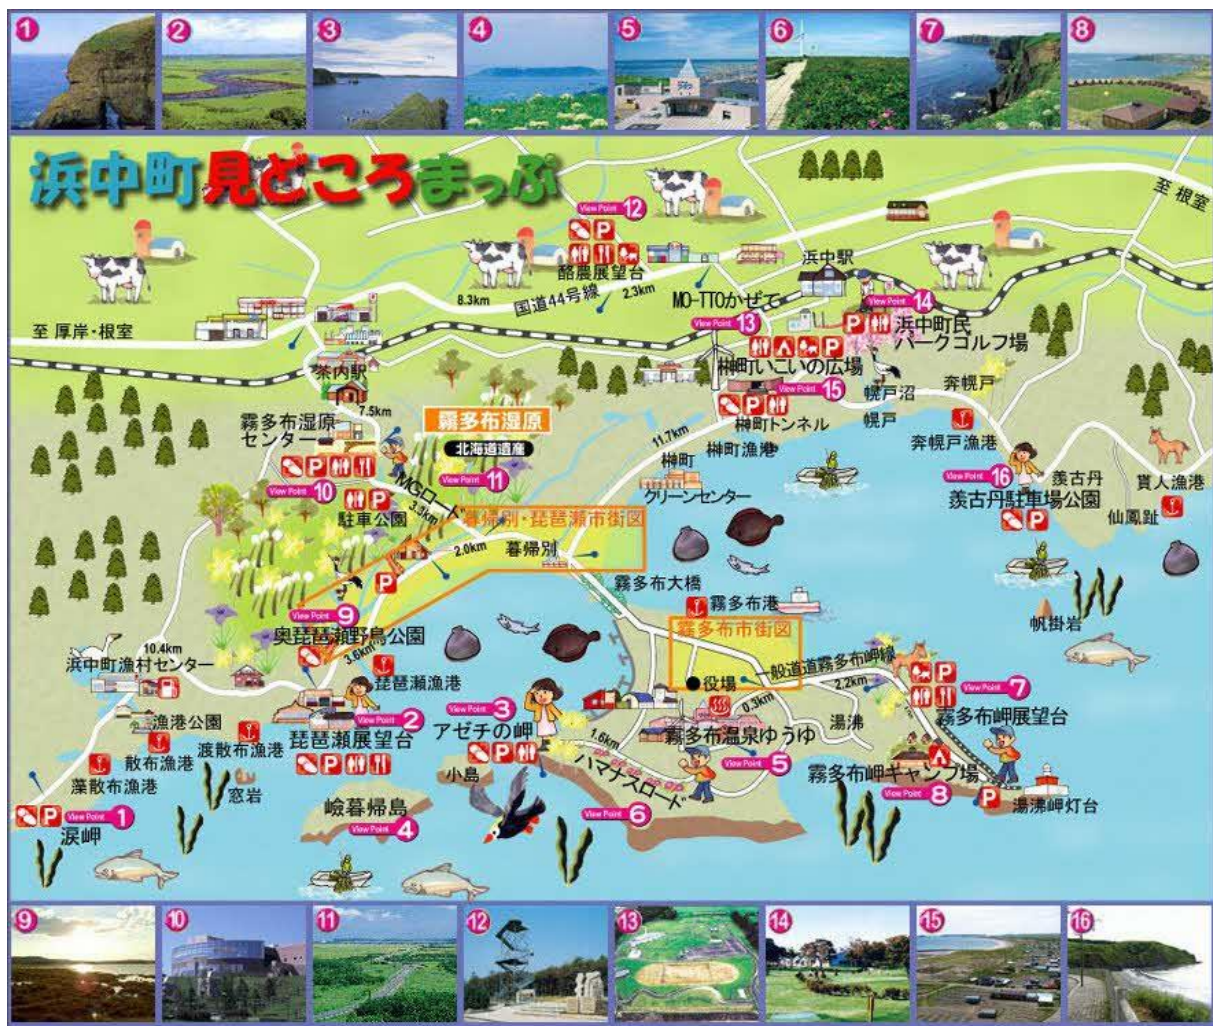 1
2
3
4
5
6
7
8
浜中町見どころまっぷ
至 根室
View Point 12
酪農展望台
8.3km
国道44号線
2.3km
MO-TTOかぜて
浜中駅
View Point 14
浜中町民
パークゴルフ場
View Point 13
榊町いこいの広場
View Point 15
榊町トンネル
榊町漁港
幌戸沼
幌戸
奔幌戸
奔幌戸漁港
至 厚岸・根室
茶内駅
7.5km
霧多布湿原
センター
View Point 10
霧多布湿原
北海道遺産
View Point 11
MGロード
3.5km
駐車公園
11.7km
榊町
クリーンセンター
View Point 16
羨古丹
羨古丹駐車場公園
貰人漁港
仙鳳趾
暮帰別・琵琶瀬市街図
2.0km
暮帰別
霧多布大橋
霧多布港
帆掛岩
View Point 9
奥琵琶瀬野鳥公園
3.6km
10.4km
浜中町漁村センター
琵琶瀬漁港
View Point 2
琵琶瀬展望台
漁港公園
散布漁港
渡散布漁港
藻散布漁港
窓岩
View Point 1
涙岬
嶮暮帰島
View Point 4
小島
View Point 3
アゼチの岬
霧多布市街図
役場
一般道道霧多布岬線
2.2km
0.3km
湯沸
霧多布温泉ゆうゆ
View Point 5
1.6km
ハマナスロード
View Point 6
View Point 7
霧多布岬展望台
霧多布岬キャンプ場
View Point 8
湯沸岬灯台
9
10
11
12
13
14
15
16